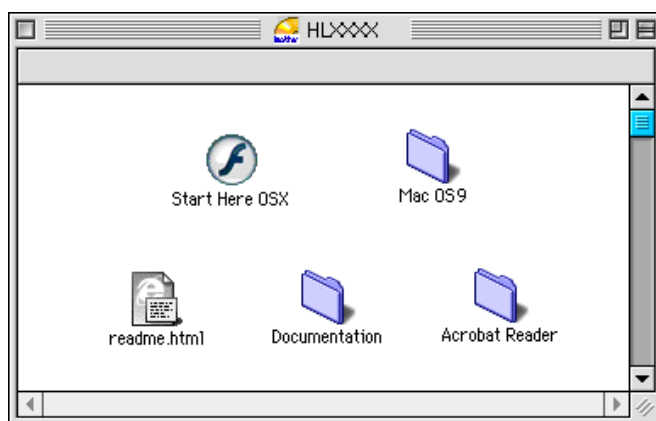 HLXXXX
Start Here OSX
Mac OS9
readme.html
Documentation
Acrobat Reader